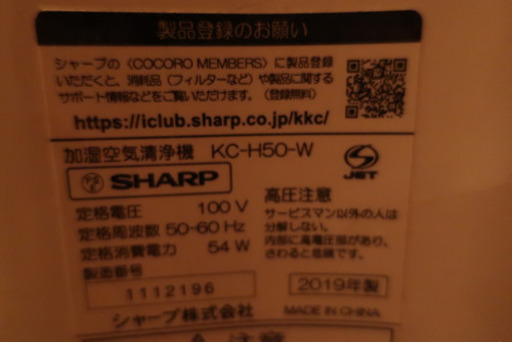 製品登録のお願い
シャープの〈COCORO MEMBERS〉に製品登録
いただくと、消耗品（フィルターなど）や製品に関する
サポート情報などをご覧いただけます。（登録無料）
https://iclub.sharp.co.jp/kkc/
加湿空気清浄機 KC-H50-W
SHARP
JET
定格電圧 100 V
定格周波数 50-60 Hz
定格消費電力 54 W
製造番号
1112196
シャープ株式会社
高圧注意
サービスマン以外の人は
分解しない。
内部に高電圧部があり、
さわると危険です。
2019年製
MADE IN CHINA
注意